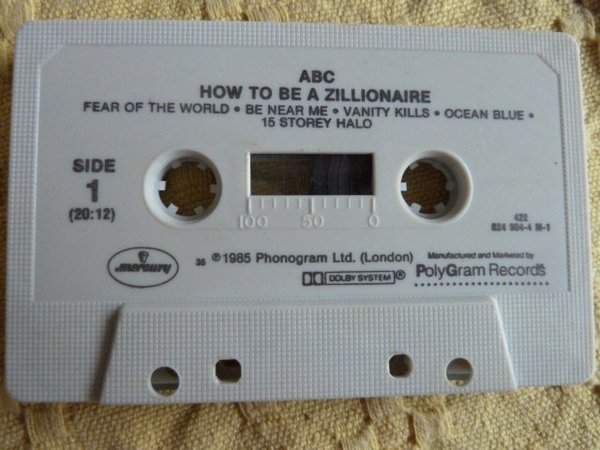 ABC
HOW TO BE A ZILLIONAIRE
FEAR OF THE WORLD • BE NEAR ME • VANITY KILLS • OCEAN BLUE •
15 STOREY HALO
SIDE
1
(20:12)
100 50 0
422
824 904-4 M-1
mercury
35 ℗1985 Phonogram Ltd. (London)
DOLBY SYSTEM®
Manufactured and Marketed by
PolyGram Records